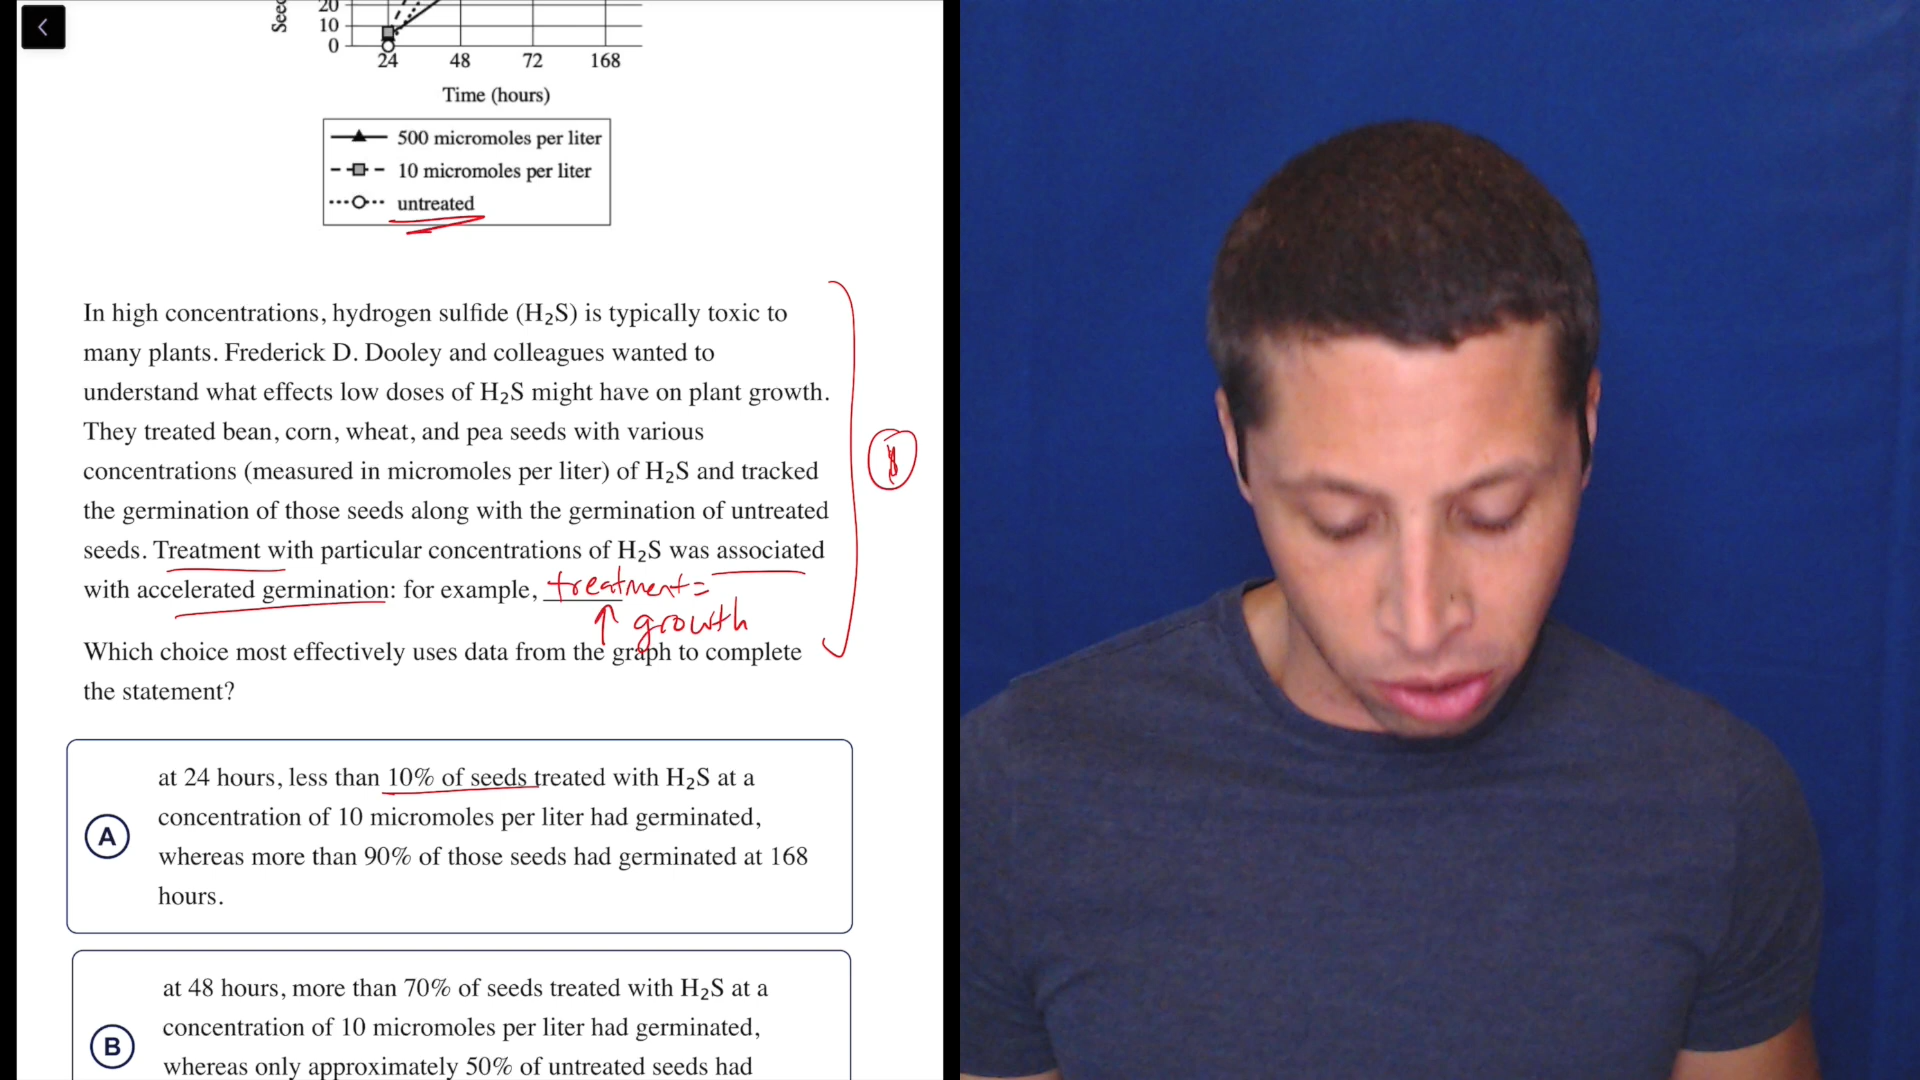 Seed
20
10
0
24 48 72 168
Time (hours)
500 micromoles per liter
10 micromoles per liter
untreated
In high concentrations, hydrogen sulfide (H₂S) is typically toxic to
many plants. Frederick D. Dooley and colleagues wanted to
understand what effects low doses of H₂S might have on plant growth.
They treated bean, corn, wheat, and pea seeds with various
concentrations (measured in micromoles per liter) of H₂S and tracked
the germination of those seeds along with the germination of untreated
seeds. Treatment with particular concentrations of H₂S was associated
with accelerated germination: for example, treatment=
↑ growth
Which choice most effectively uses data from the graph to complete
the statement?
A
at 24 hours, less than 10% of seeds treated with H₂S at a
concentration of 10 micromoles per liter had germinated,
whereas more than 90% of those seeds had germinated at 168
hours.
B
at 48 hours, more than 70% of seeds treated with H₂S at a
concentration of 10 micromoles per liter had germinated,
whereas only approximately 50% of untreated seeds had